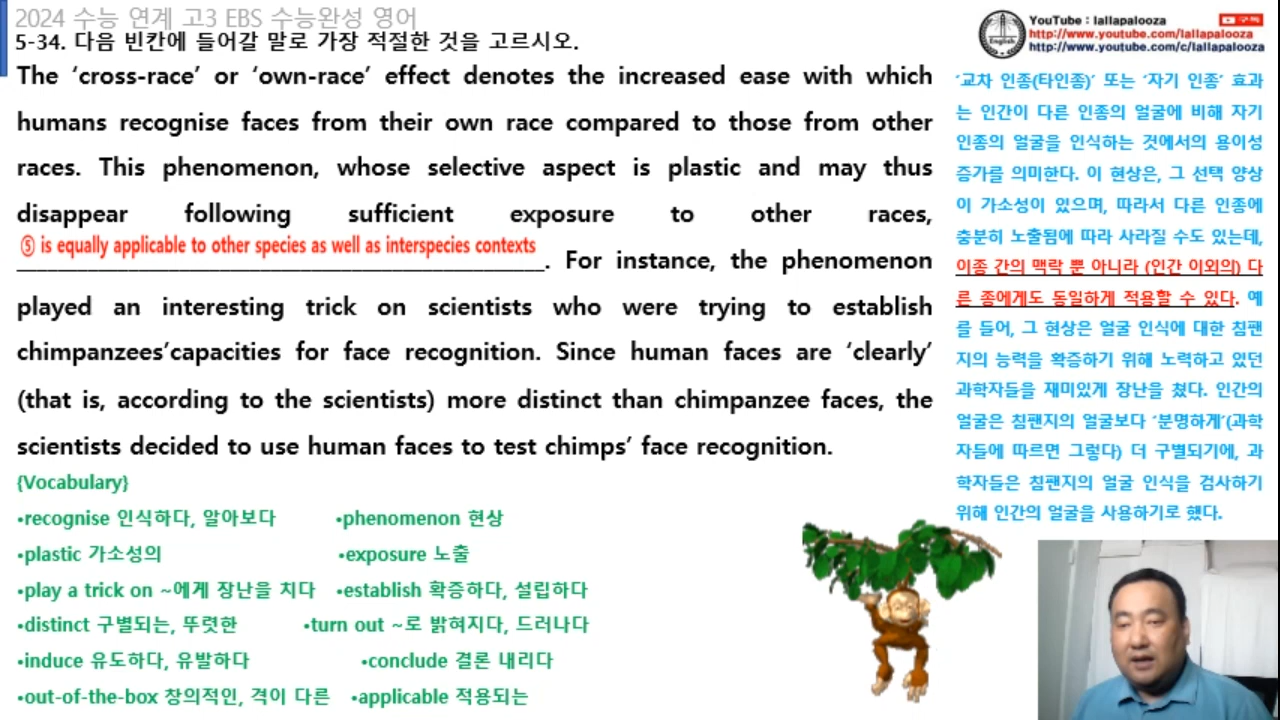 2024 수능 연계 고3 EBS 수능완성 영어
5-34. 다음 빈칸에 들어갈 말로 가장 적절한 것을 고르시오.
The ‘cross-race’ or ‘own-race’ effect denotes the increased ease with which
humans recognise faces from their own race compared to those from other
races. This phenomenon, whose selective aspect is plastic and may thus
disappear following sufficient exposure to other races,
⑤ is equally applicable to other species as well as interspecies contexts
. For instance, the phenomenon
played an interesting trick on scientists who were trying to establish
chimpanzees’capacities for face recognition. Since human faces are ‘clearly’
(that is, according to the scientists) more distinct than chimpanzee faces, the
scientists decided to use human faces to test chimps’ face recognition.
{Vocabulary}
•recognise 인식하다, 알아보다 •phenomenon 현상
•plastic 가소성의 •exposure 노출
•play a trick on ~에게 장난을 치다 •establish 확증하다, 설립하다
•distinct 구별되는, 뚜렷한 •turn out ~로 밝혀지다, 드러나다
•induce 유도하다, 유발하다 •conclude 결론 내리다
•out-of-the-box 창의적인, 격이 다른 •applicable 적용되는
English
YouTube : lallapalooza 구독
http://www.youtube.com/lallapalooza
http://www.youtube.com/c/lallapalooza
‘교차 인종(타인종)’ 또는 ‘자기 인종’ 효과
는 인간이 다른 인종의 얼굴에 비해 자기
인종의 얼굴을 인식하는 것에서의 용이성
증가를 의미한다. 이 현상은, 그 선택 양상
이 가소성이 있으며, 따라서 다른 인종에
충분히 노출됨에 따라 사라질 수도 있는데,
이종 간의 맥락 뿐 아니라 (인간 이외의) 다
른 종에게도 동일하게 적용할 수 있다. 예
를 들어, 그 현상은 얼굴 인식에 대한 침팬
지의 능력을 확증하기 위해 노력하고 있던
과학자들을 재미있게 장난을 쳤다. 인간의
얼굴은 침팬지의 얼굴보다 ‘분명하게’(과학
자들에 따르면 그렇다) 더 구별되기에, 과
학자들은 침팬지의 얼굴 인식을 검사하기
위해 인간의 얼굴을 사용하기로 했다.